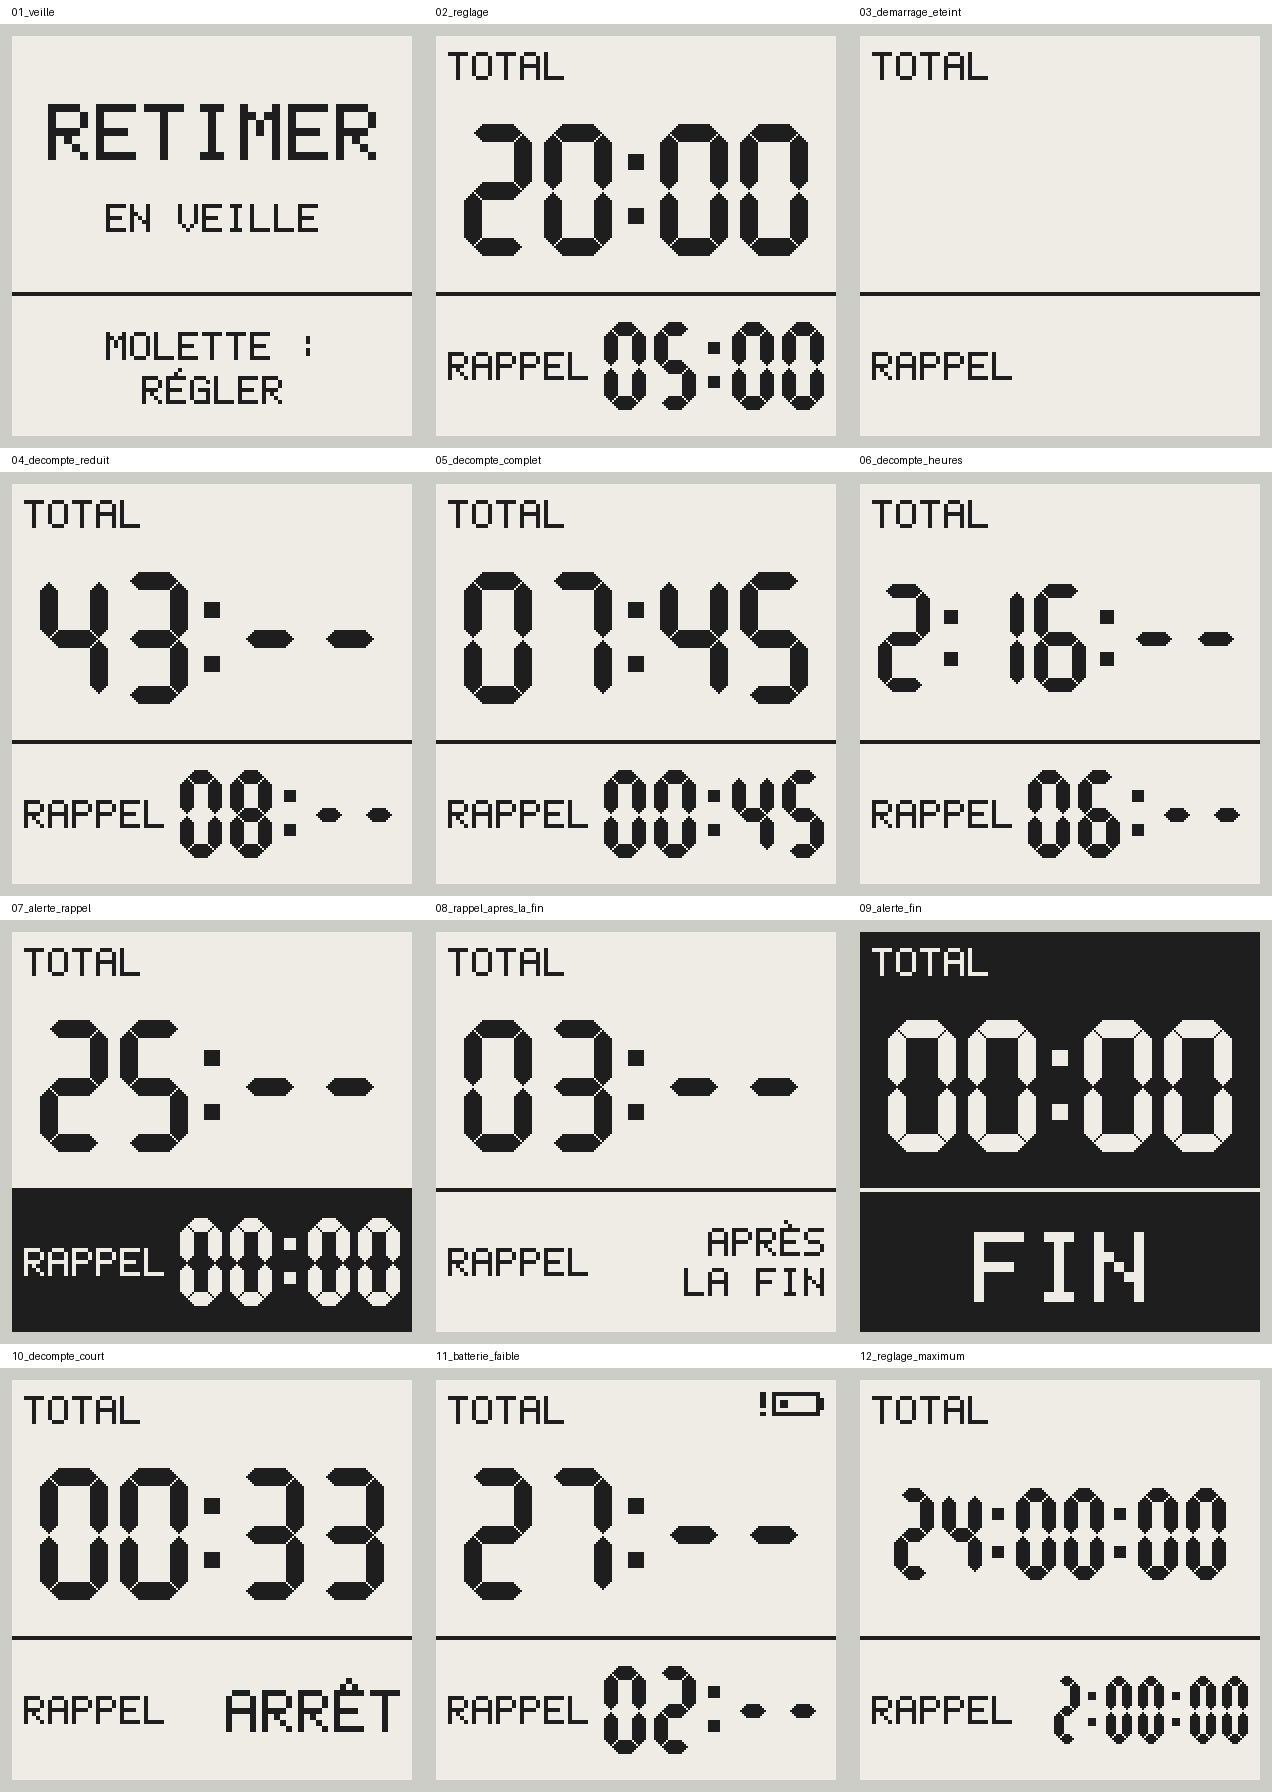 01_veille
RETIMER
EN VEILLE
MOLETTE :
RÉGLER
02_reglage
TOTAL
20:00
RAPPEL 05:00
03_demarrage_eteint
TOTAL
RAPPEL
04_decompte_reduit
TOTAL
43:--
RAPPEL 08:--
05_decompte_complet
TOTAL
07:45
RAPPEL 00:45
06_decompte_heures
TOTAL
2:16:--
RAPPEL 06:--
07_alerte_rappel
TOTAL
25:--
RAPPEL 00:00
08_rappel_apres_la_fin
TOTAL
03:--
RAPPEL
APRÈS
LA FIN
09_alerte_fin
TOTAL
00:00
FIN
10_decompte_court
TOTAL
00:33
RAPPEL ARRÊT
11_batterie_faible
TOTAL !
27:--
RAPPEL 02:--
12_reglage_maximum
TOTAL
24:00:00
RAPPEL 2:00:00